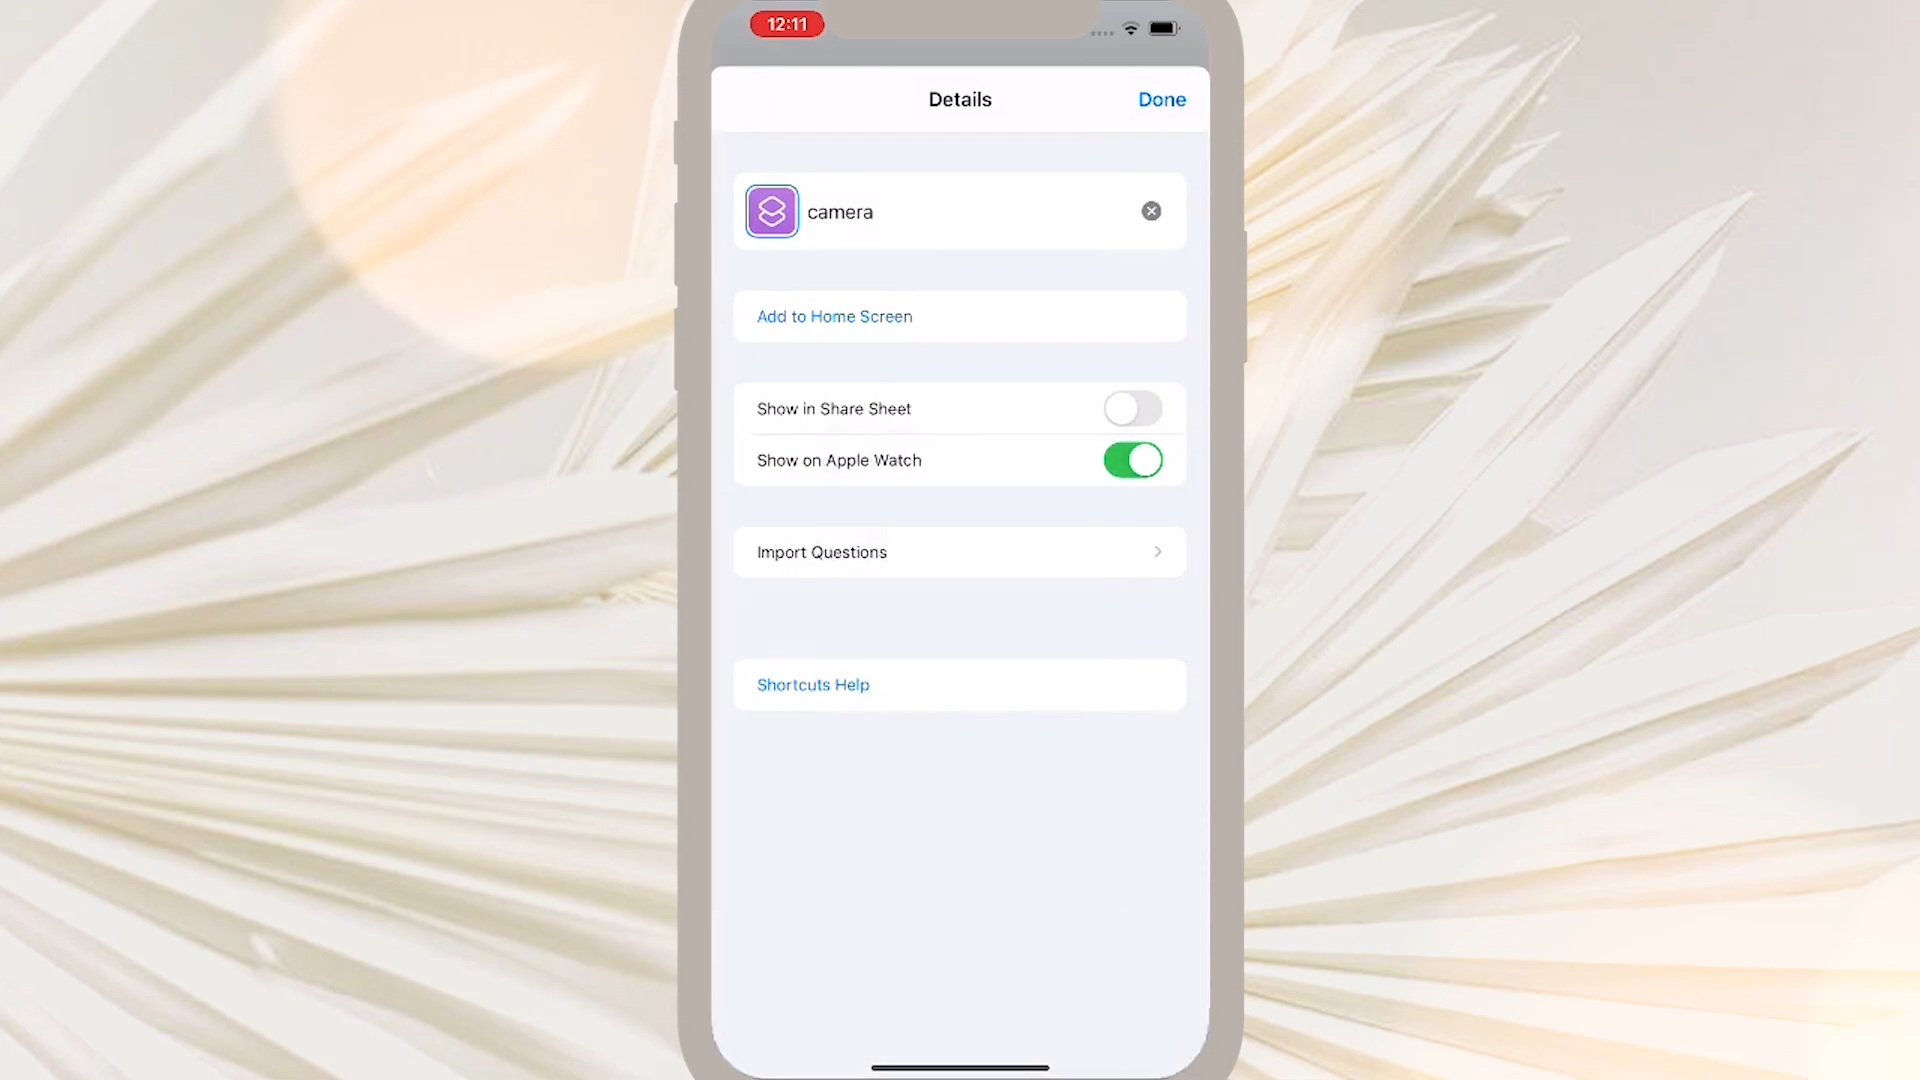 12:11
Details
Done
camera
Add to Home Screen
Show in Share Sheet
Show on Apple Watch
Import Questions
Shortcuts Help